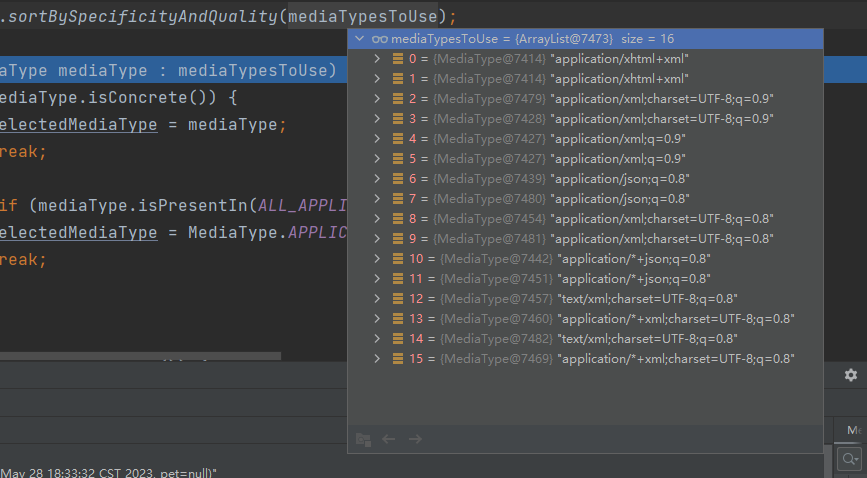 .sortBySpecificityAndQuality(mediaTypesToUse);
mediaTypesToUse = {ArrayList@7473} size = 16
aType mediaType : mediaTypesToUse)
0 = {MediaType@7414} "application/xhtml+xml"
1 = {MediaType@7414} "application/xhtml+xml"
ediaType.isConcrete()) {
2 = {MediaType@7479} "application/xml;charset=UTF-8;q=0.9"
3 = {MediaType@7428} "application/xml;charset=UTF-8;q=0.9"
electedMediaType = mediaType;
4 = {MediaType@7427} "application/xml;q=0.9"
5 = {MediaType@7427} "application/xml;q=0.9"
reak;
6 = {MediaType@7439} "application/json;q=0.8"
7 = {MediaType@7480} "application/json;q=0.8"
if (mediaType.isPresentIn(ALL_APPLI
8 = {MediaType@7454} "application/xml;charset=UTF-8;q=0.8"
9 = {MediaType@7481} "application/xml;charset=UTF-8;q=0.8"
electedMediaType = MediaType.APPLIC
10 = {MediaType@7442} "application/*+json;q=0.8"
reak;
11 = {MediaType@7451} "application/*+json;q=0.8"
12 = {MediaType@7457} "text/xml;charset=UTF-8;q=0.8"
13 = {MediaType@7460} "application/*+xml;charset=UTF-8;q=0.8"
14 = {MediaType@7482} "text/xml;charset=UTF-8;q=0.8"
15 = {MediaType@7469} "application/*+xml;charset=UTF-8;q=0.8"
May 28 18:33:32 CST 2023, pet=null)"